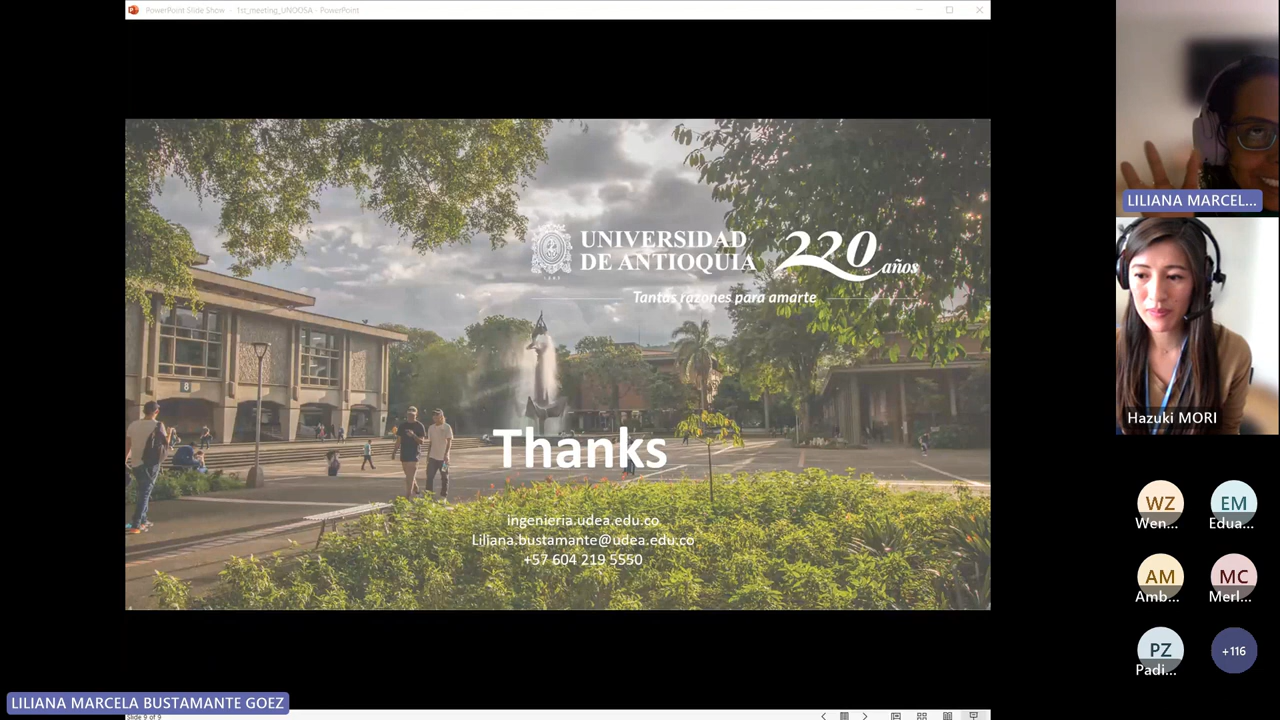 PowerPoint Slide Show - 1st_meeting_UNOOSA - PowerPoint
UNIVERSIDAD
DE ANTIOQUIA
1803
220
años
Tantas razones para amarte
8
Thanks
ingenieria.udea.edu.co
Liliana.bustamante@udea.edu.co
+57 604 219 5550
LILIANA MARCEL...
Hazuki MORI
WZ
Wen...
EM
Edua...
AM
Amb...
MC
Merl...
PZ
Padi...
+116
LILIANA MARCELA BUSTAMANTE GOEZ
Slide 9 of 9